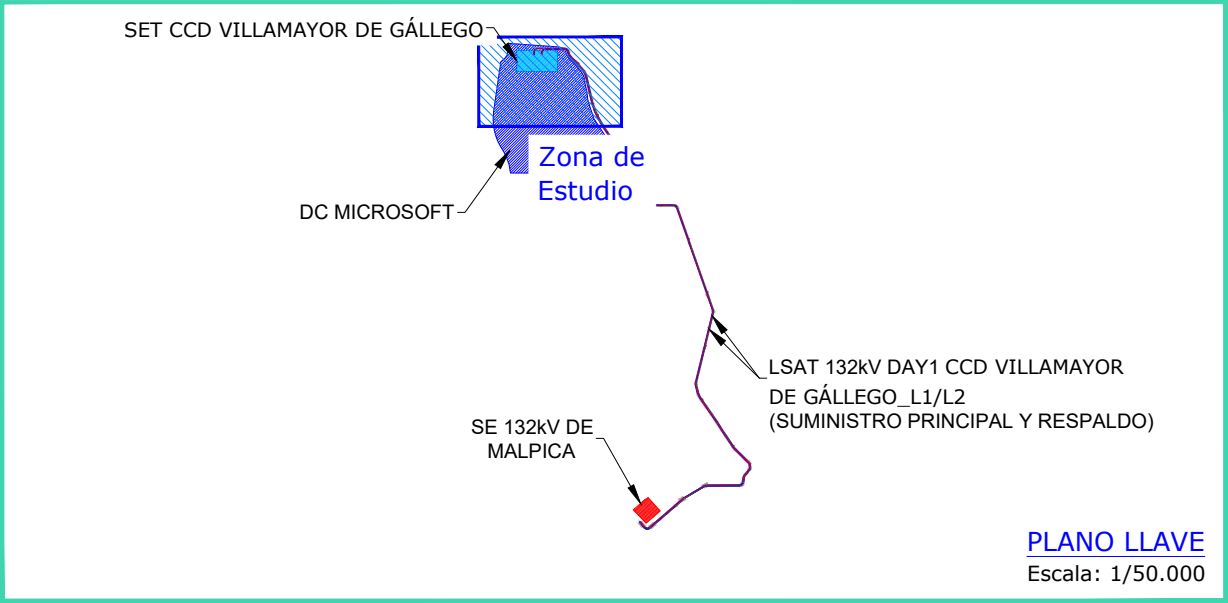 SET CCD VILLAMAYOR DE GÁLLEGO
Zona de
Estudio
DC MICROSOFT
LSAT 132kV DAY1 CCD VILLAMAYOR
DE GÁLLEGO_L1/L2
(SUMINISTRO PRINCIPAL Y RESPALDO)
SE 132kV DE
MALPICA
PLANO LLAVE
Escala: 1/50.000